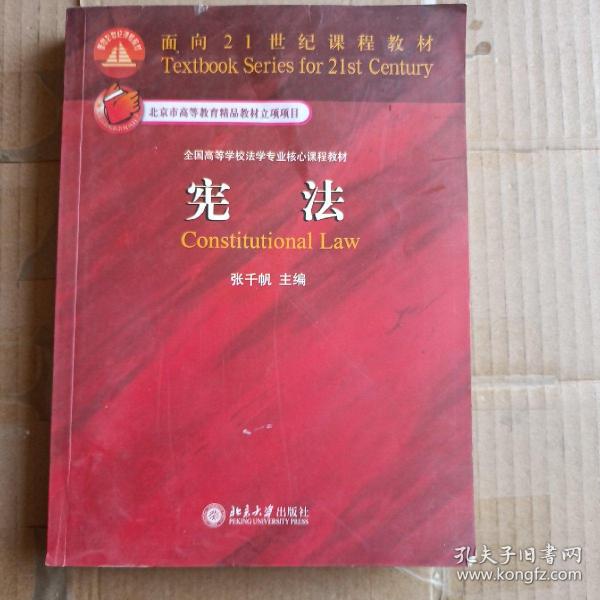 面向21世纪课程教材
Textbook Series for 21st Century
北京市高等教育精品教材立项项目
全国高等学校法学专业核心课程教材
宪法
Constitutional Law
张千帆 主编
北京大学出版社
PEKING UNIVERSITY PRESS
孔夫子旧书网
www.kongfz.com